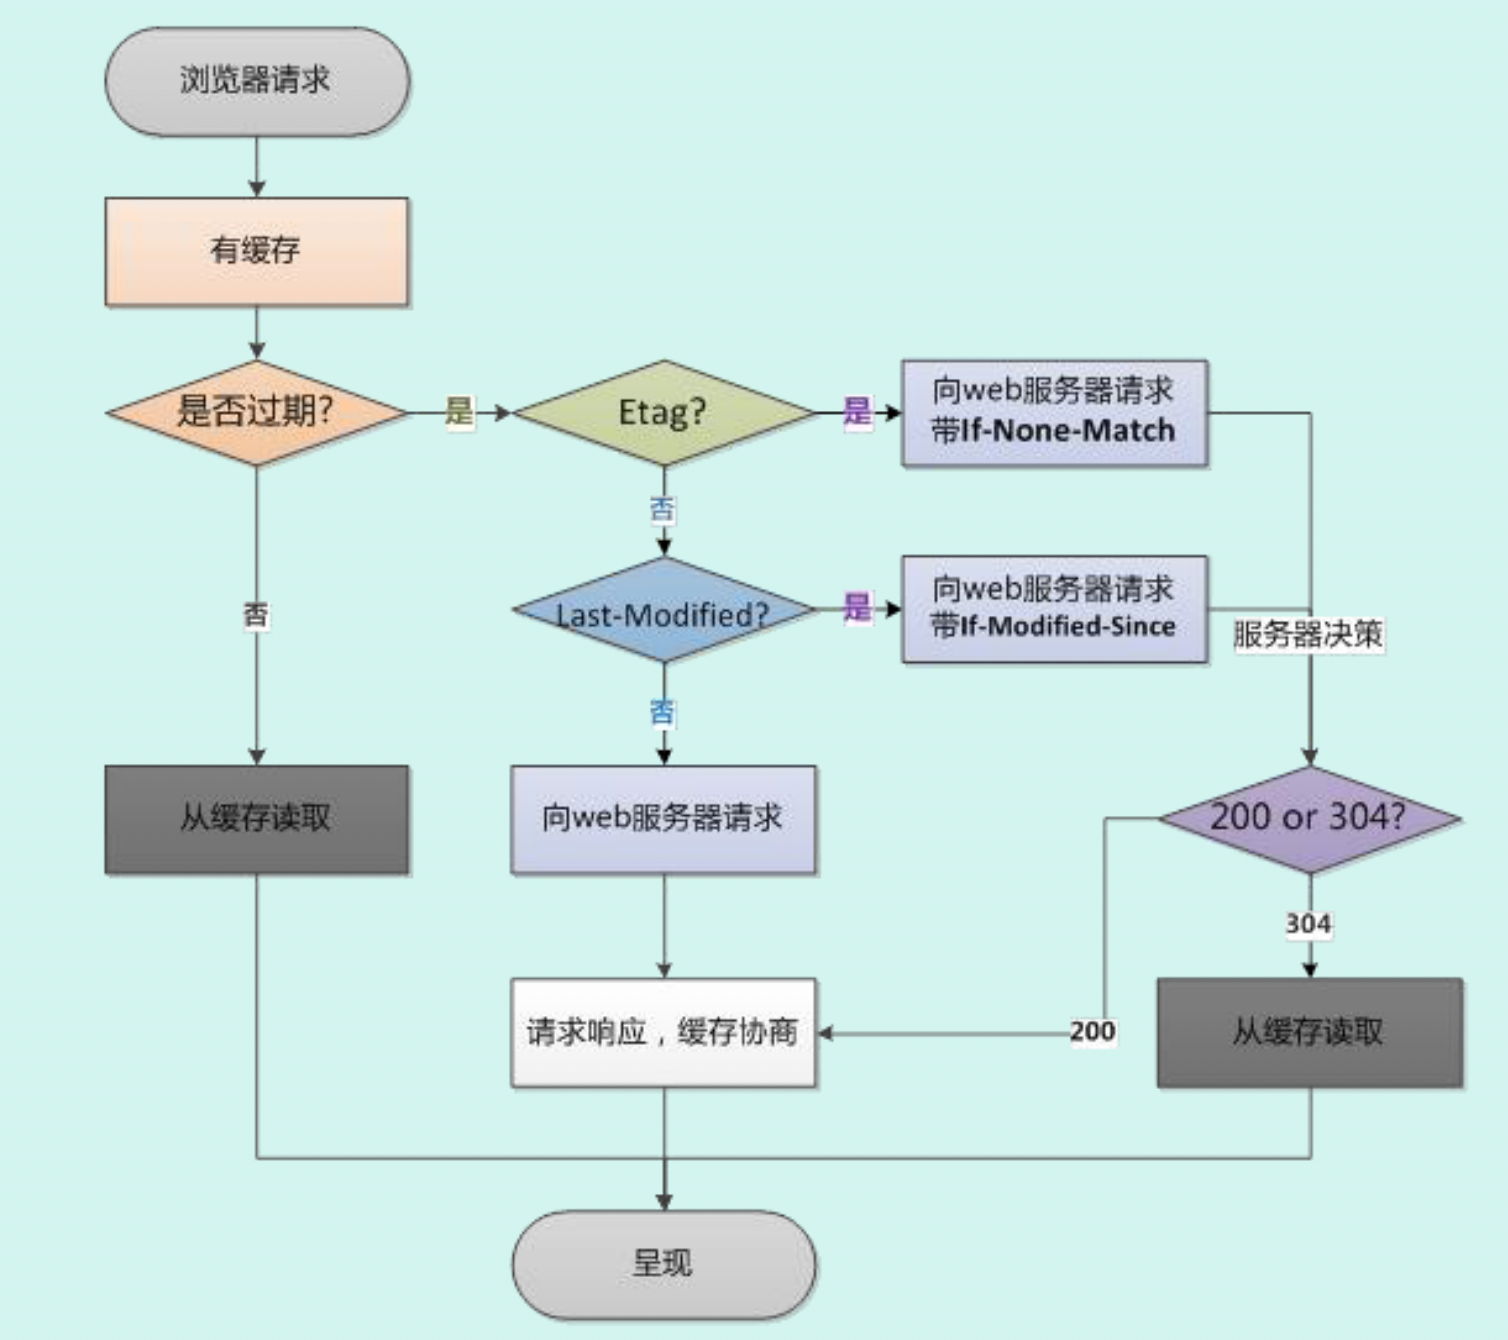 浏览器请求
有缓存
是否过期?
是
Etag?
是
向web服务器请求
带If-None-Match
否
否
Last-Modified?
是
向web服务器请求
带If-Modified-Since
服务器决策
否
从缓存读取
向web服务器请求
200 or 304?
304
请求响应，缓存协商
200
从缓存读取
呈现